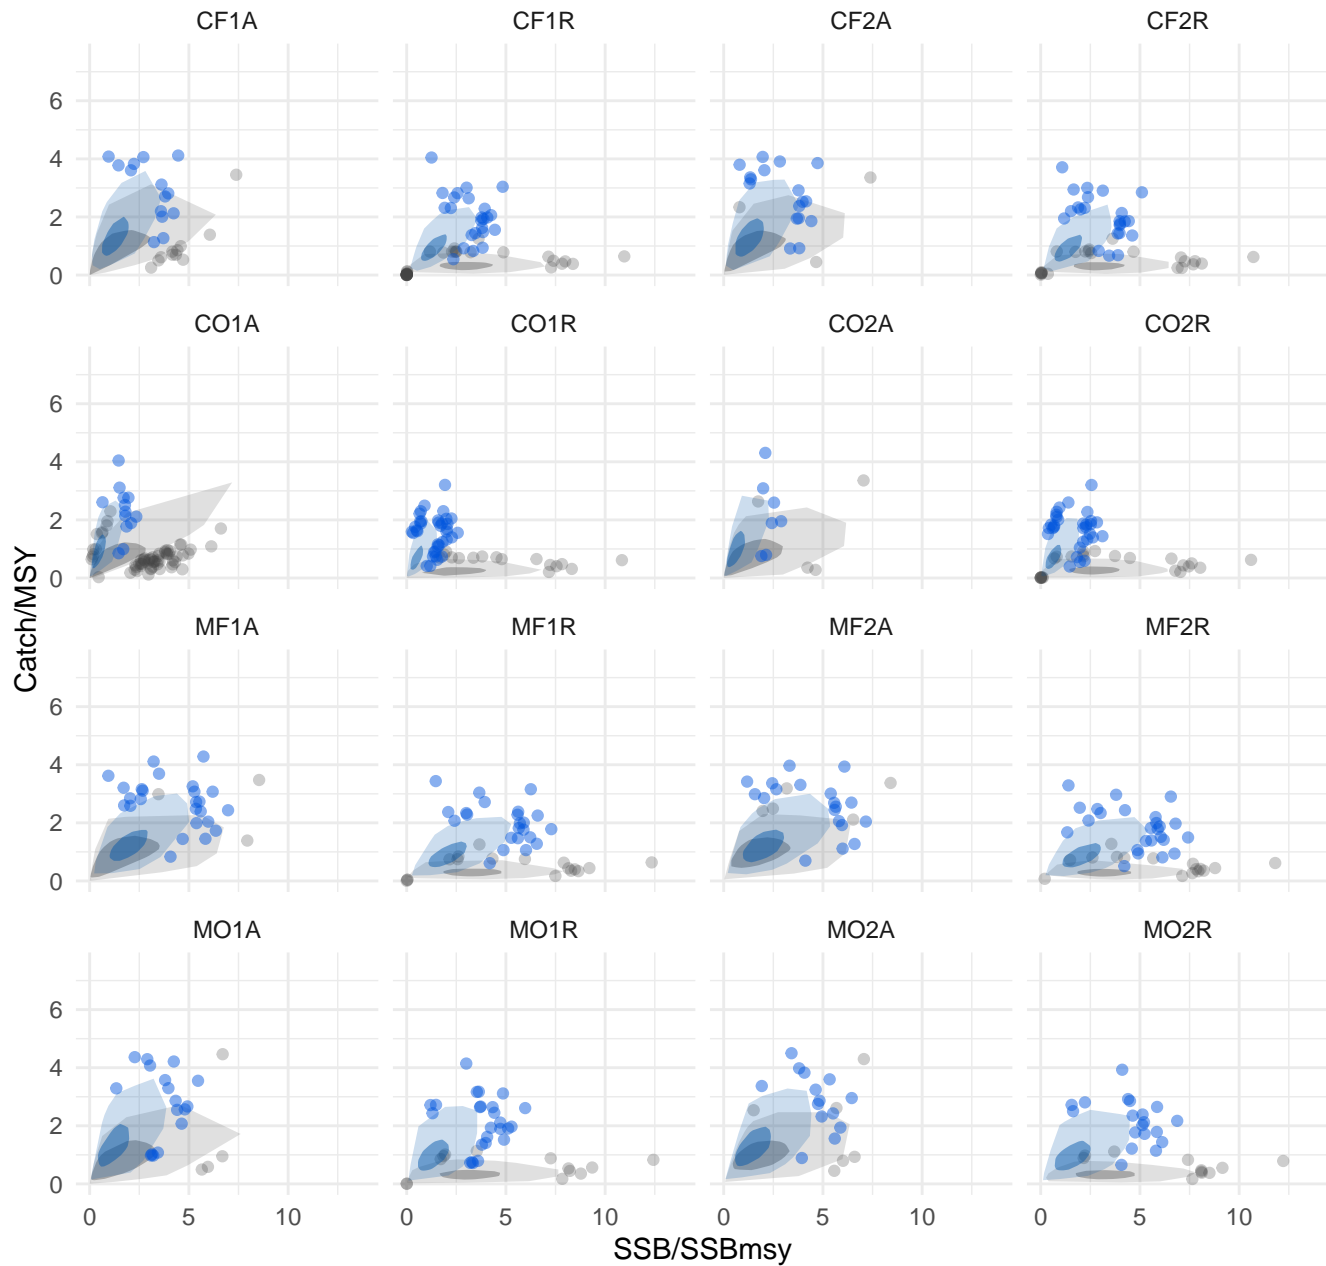 CF1A CF1R CF2A CF2R
6
4
2
0
CO1A CO1R CO2A CO2R
6
4
2
0
MF1A MF1R MF2A MF2R
6
4
2
0
MO1A MO1R MO2A MO2R
6
4
2
0
0 5 10 0 5 10 0 5 10 0 5 10
SSB/SSBmsy
Catch/MSY